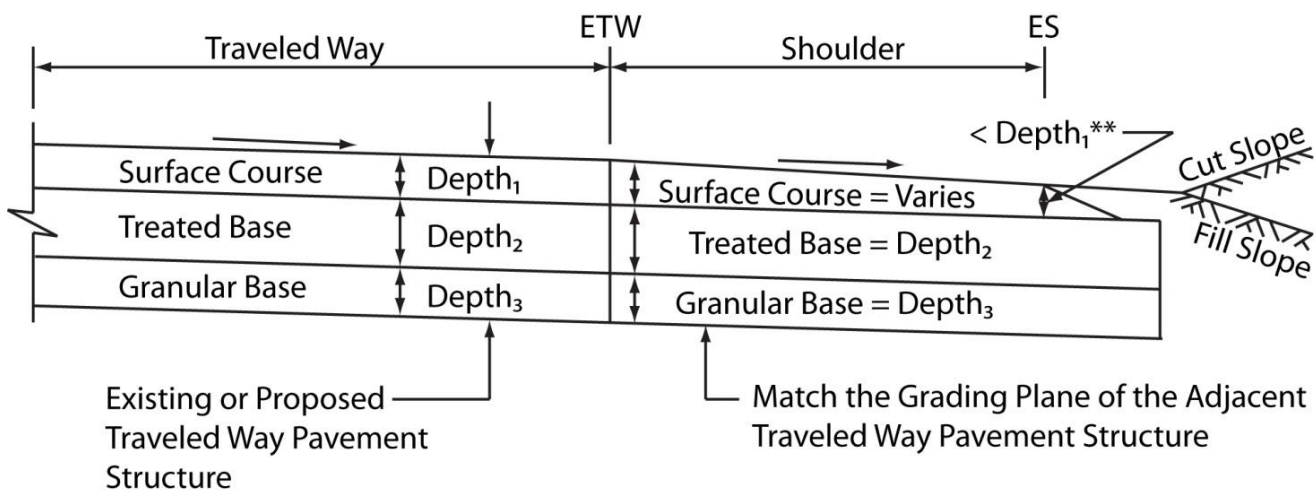 ETW
ES
Traveled Way
Shoulder
< Depth₁**
Cut Slope
Surface Course
Depth₁
Surface Course = Varies
Treated Base
Depth₂
Treated Base = Depth₂
Fill Slope
Granular Base
Depth₃
Granular Base = Depth₃
Existing or Proposed
Traveled Way Pavement
Structure
Match the Grading Plane of the Adjacent
Traveled Way Pavement Structure